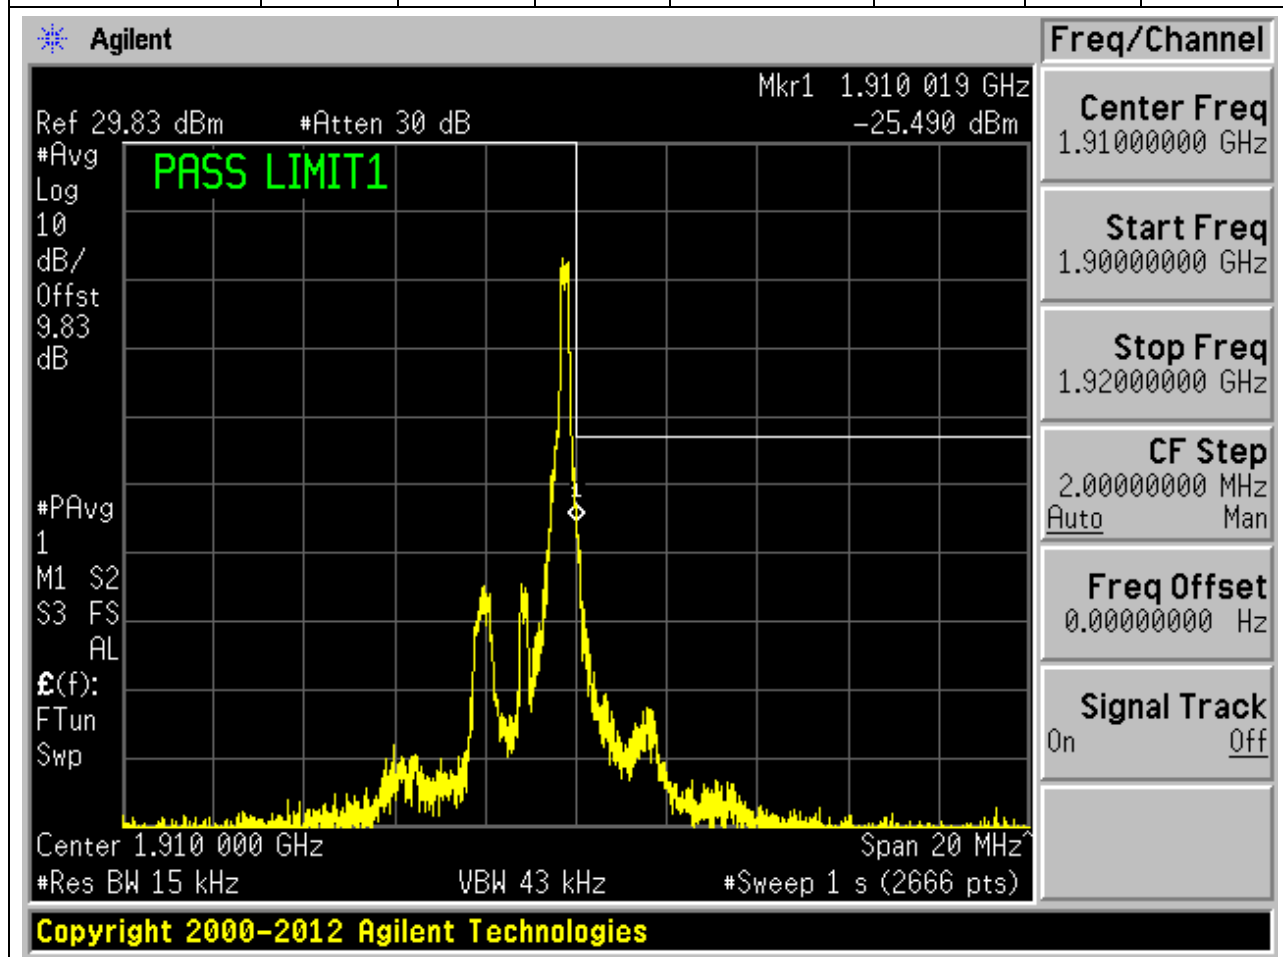 Agilent
Freq/Channel
Mkr1 1.910 019 GHz
Ref 29.83 dBm #Atten 30 dB -25.490 dBm
#Avg
Log
10
dB/
Offst
9.83
dB
PASS LIMIT1
1
#PAvg
1
M1 S2
S3 FS
AL
£(f):
FTun
Swp
Center 1.910 000 GHz Span 20 MHz^
#Res BW 15 kHz VBW 43 kHz #Sweep 1 s (2666 pts)
Center Freq
1.91000000 GHz
Start Freq
1.90000000 GHz
Stop Freq
1.92000000 GHz
CF Step
2.00000000 MHz
Auto Man
Freq Offset
0.00000000 Hz
Signal Track
On Off
Copyright 2000-2012 Agilent Technologies